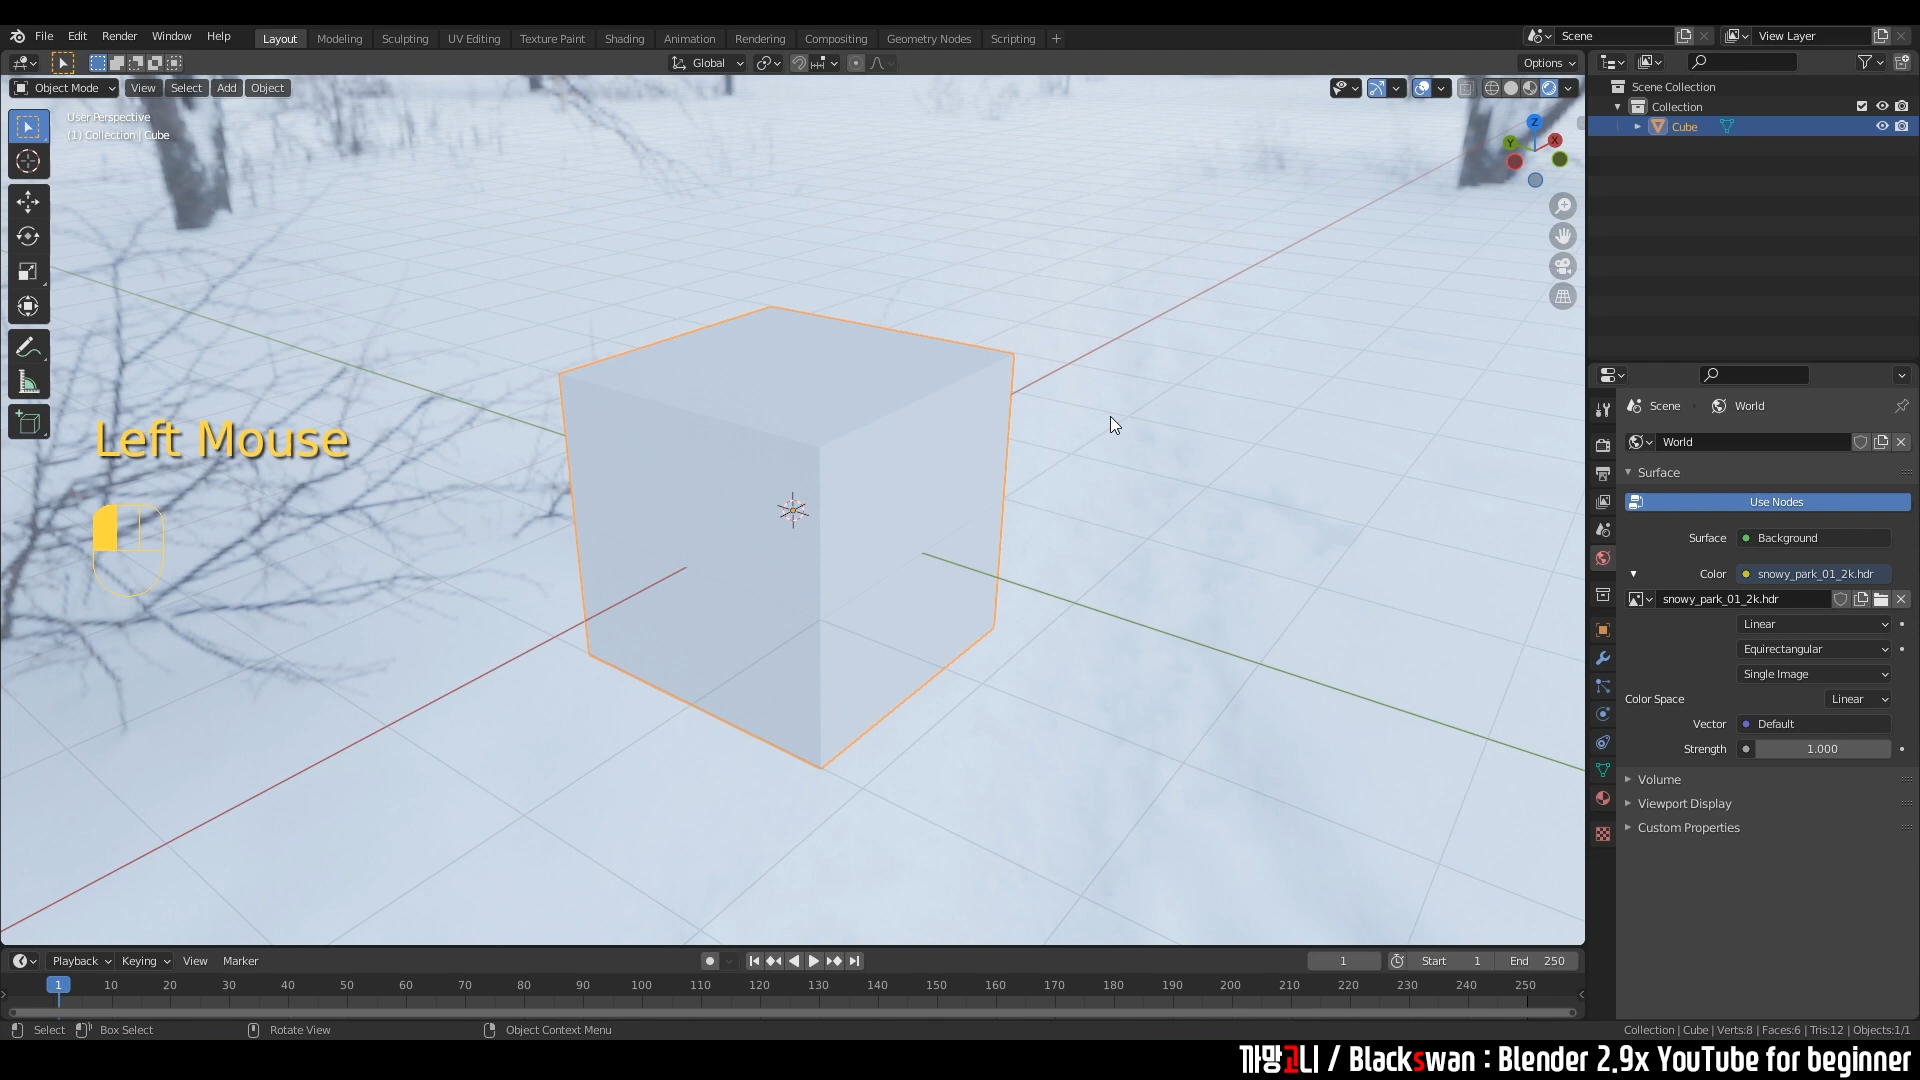 File Edit Render Window Help Layout Modeling Sculpting UV Editing Texture Paint Shading Animation Rendering Compositing Geometry Nodes Scripting + Scene View Layer
Global Options
Object Mode View Select Add Object
User Perspective
(1) Collection | Cube
Z
Y X
Left Mouse
Scene Collection
Collection
Cube
Scene World
World
Surface
Use Nodes
Surface Background
Color snowy_park_01_2k.hdr
snowy_park_01_2k.hdr
Linear
Equirectangular
Single Image
Color Space Linear
Vector Default
Strength 1.000
Volume
Viewport Display
Custom Properties
Playback Keying View Marker 1 Start 1 End 250
1 10 20 30 40 50 60 70 80 90 100 110 120 130 140 150 160 170 180 190 200 210 220 230 240 250
Select Box Select Rotate View Object Context Menu Collection | Cube | Verts:8 | Faces:6 | Tris:12 | Objects:1/1
까망고니 / Blackswan : Blender 2.9x YouTube for beginner